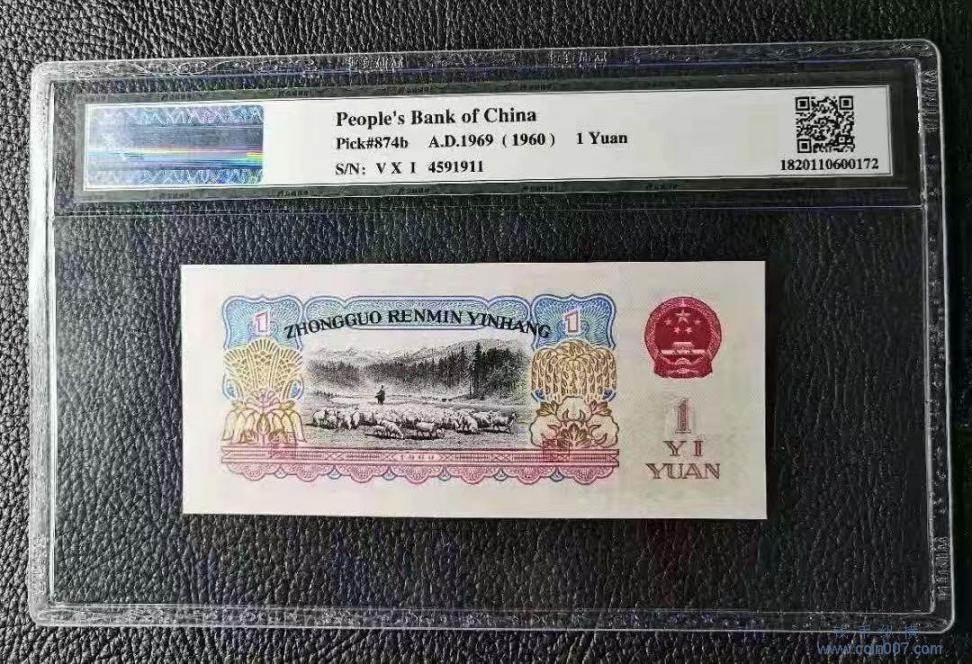 People's Bank of China
Pick#874b A.D.1969 ( 1960 ) 1 Yuan
S/N: V X I 4591911
1820110600172
1 ZHONGGUO RENMIN YINHANG 1
1960
1
YI
YUAN
www.coin007.com